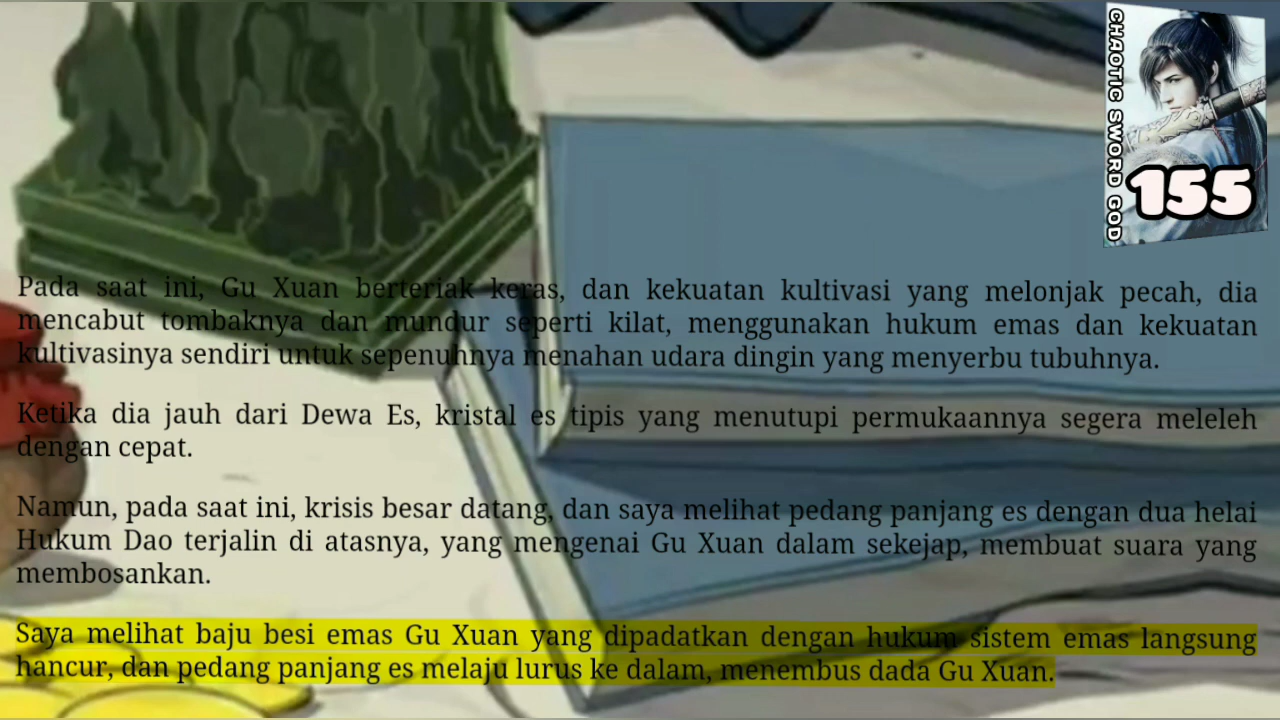 CHAOTIC SWORD GOD
155
Pada saat ini, Gu Xuan berteriak keras, dan kekuatan kultivasi yang melonjak pecah, dia
mencabut tombaknya dan mundur seperti kilat, menggunakan hukum emas dan kekuatan
kultivasinya sendiri untuk sepenuhnya menahan udara dingin yang menyerbu tubuhnya.
Ketika dia jauh dari Dewa Es, kristal es tipis yang menutupi permukaannya segera meleleh
dengan cepat.
Namun, pada saat ini, krisis besar datang, dan saya melihat pedang panjang es dengan dua helai
Hukum Dao terjalin di atasnya, yang mengenai Gu Xuan dalam sekejap, membuat suara yang
membosankan.
Saya melihat baju besi emas Gu Xuan yang dipadatkan dengan hukum sistem emas langsung
hancur, dan pedang panjang es melaju lurus ke dalam, menembus dada Gu Xuan.